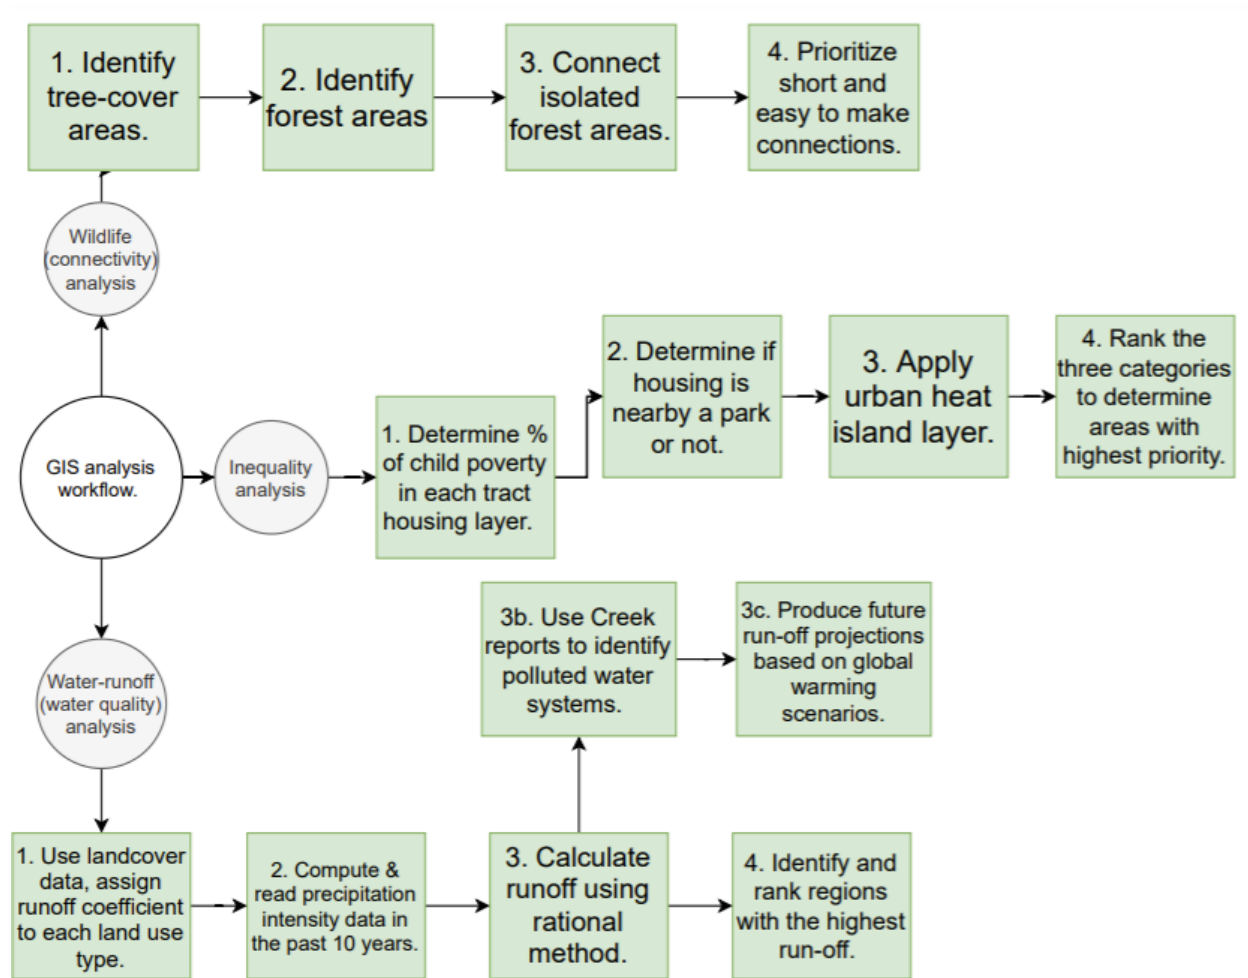 1. Identify
tree-cover
areas.
2. Identify
forest areas
3. Connect
isolated
forest areas.
4. Prioritize
short and
easy to make
connections.
Wildlife
(connectivity)
analysis
GIS analysis
workflow.
Inequality
analysis
1. Determine %
of child poverty
in each tract
housing layer.
2. Determine if
housing is
nearby a park
or not.
3. Apply
urban heat
island layer.
4. Rank the
three categories
to determine
areas with
highest priority.
Water-runoff
(water quality)
analysis
3b. Use Creek
reports to identify
polluted water
systems.
3c. Produce future
run-off projections
based on global
warming
scenarios.
1. Use landcover
data, assign
runoff coefficient
to each land use
type.
2. Compute &
read precipitation
intensity data in
the past 10 years.
3. Calculate
runoff using
rational
method.
4. Identify and
rank regions
with the highest
run-off.